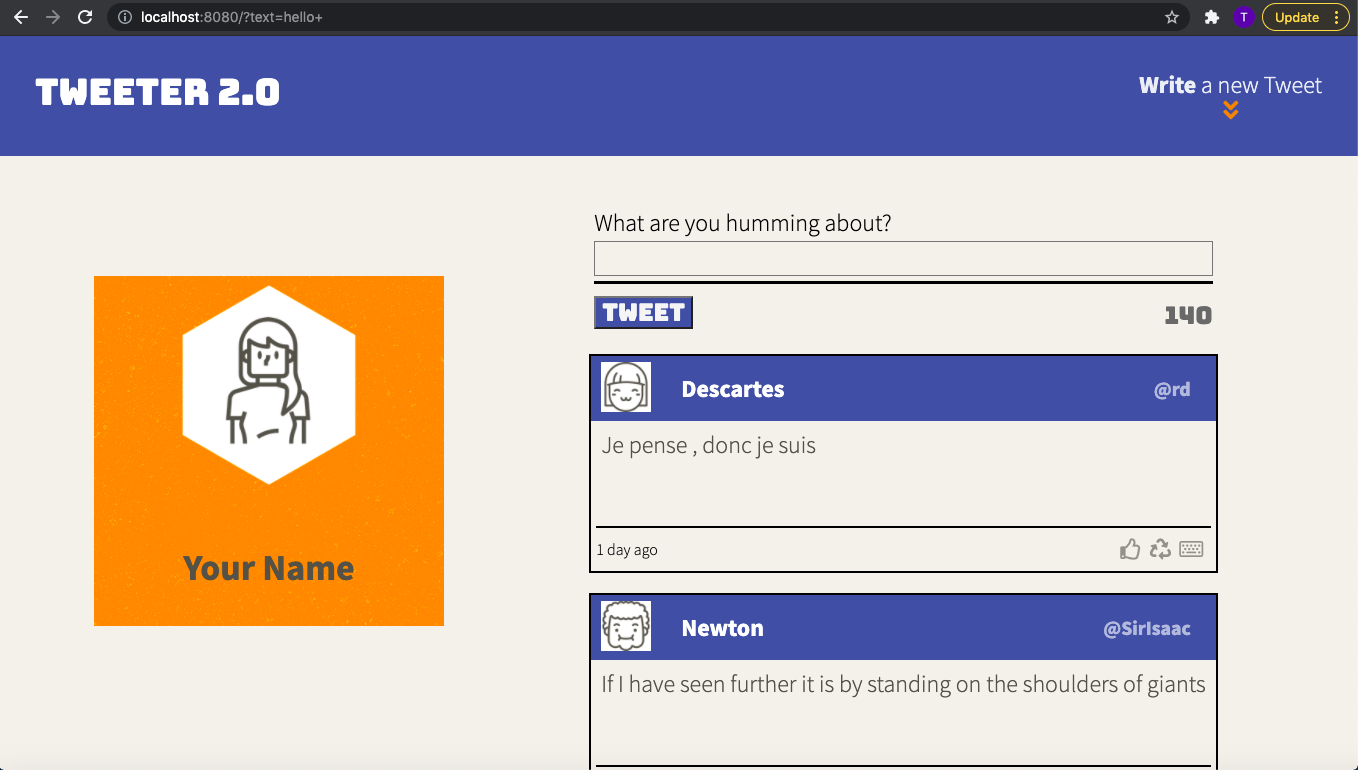 localhost:8080/?text=hello+
T
Update
TWEETER 2.0
Write a new Tweet
What are you humming about?
TWEET
140
Descartes
@rd
Je pense , donc je suis
1 day ago
Your Name
Newton
@SirIsaac
If I have seen further it is by standing on the shoulders of giants